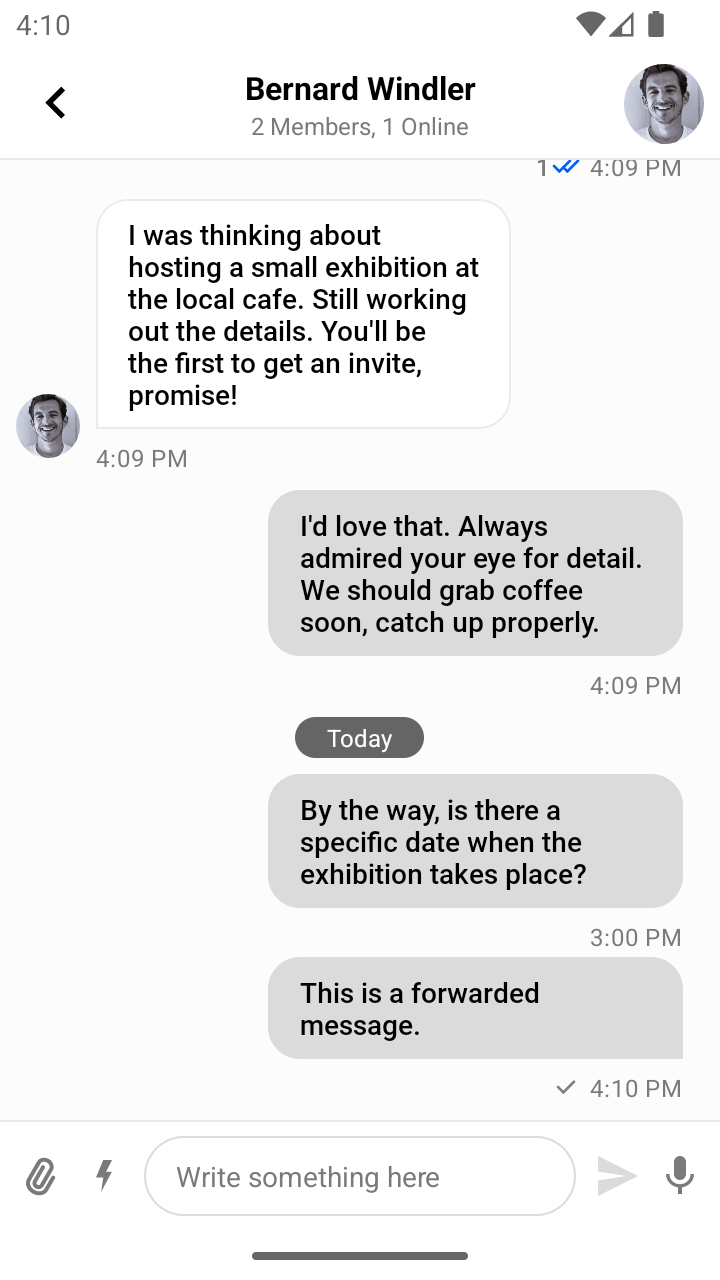 4:10
Bernard Windler
2 Members, 1 Online
1 4:09 PM
I was thinking about
hosting a small exhibition at
the local cafe. Still working
out the details. You'll be
the first to get an invite,
promise!
4:09 PM
I'd love that. Always
admired your eye for detail.
We should grab coffee
soon, catch up properly.
4:09 PM
Today
By the way, is there a
specific date when the
exhibition takes place?
3:00 PM
This is a forwarded
message.
4:10 PM
Write something here